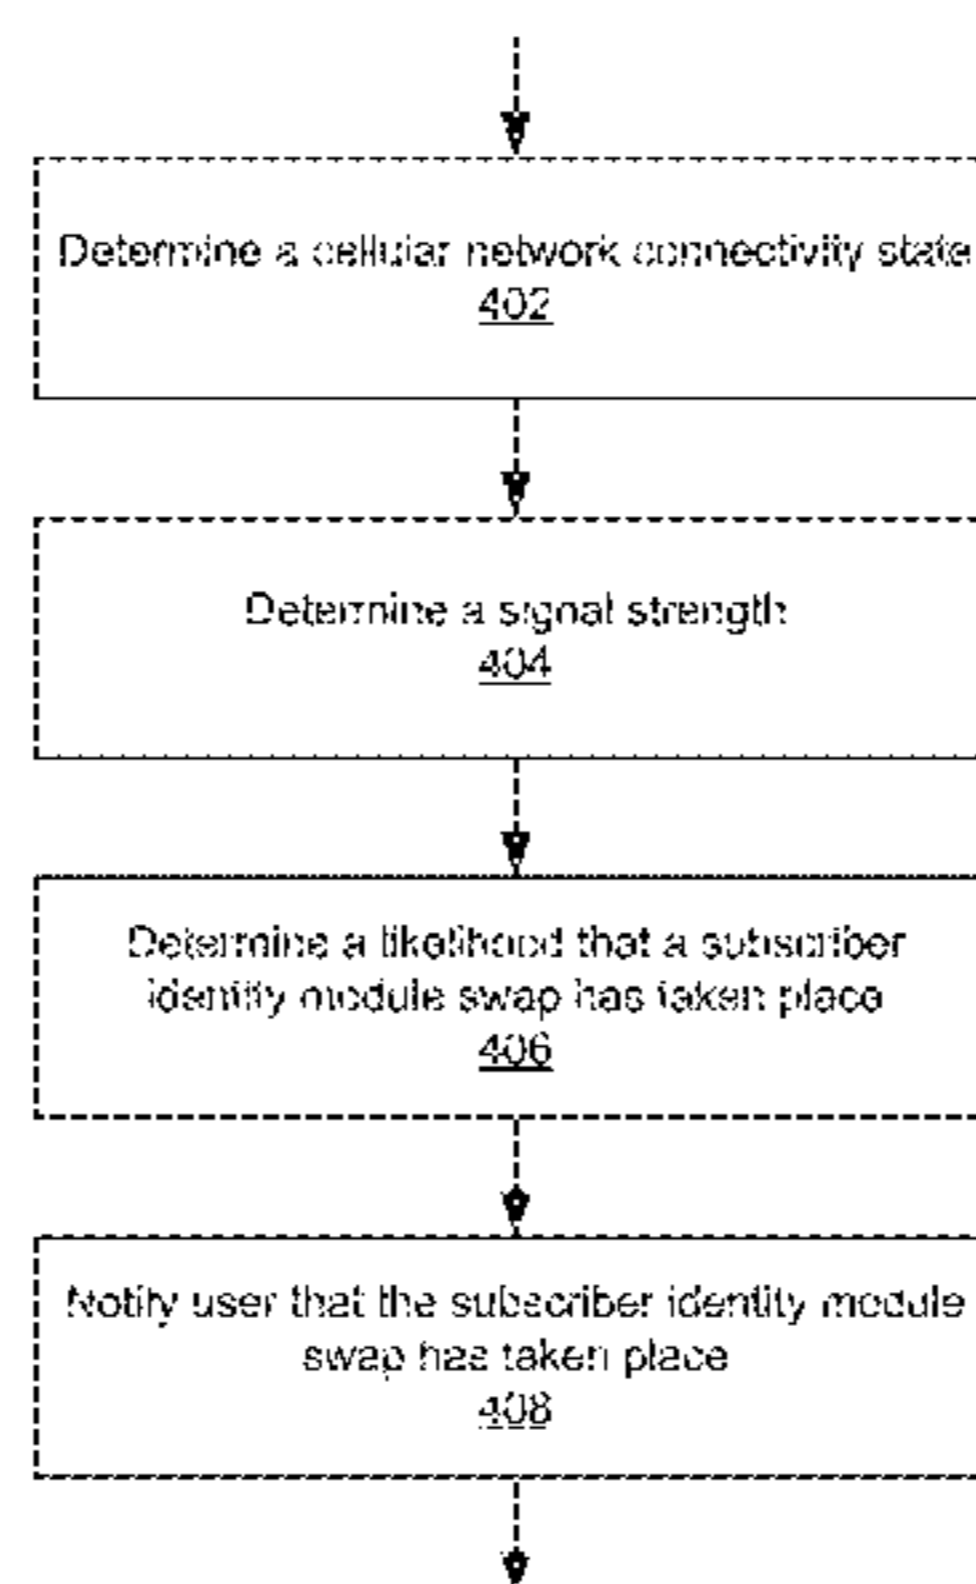 Determine a cellular network connectivity state
402
Determine a signal strength
404
Determine a likelihood that a subscriber
identity module swap has taken place
406
Notify user that the subscriber identity module
swap has taken place
408